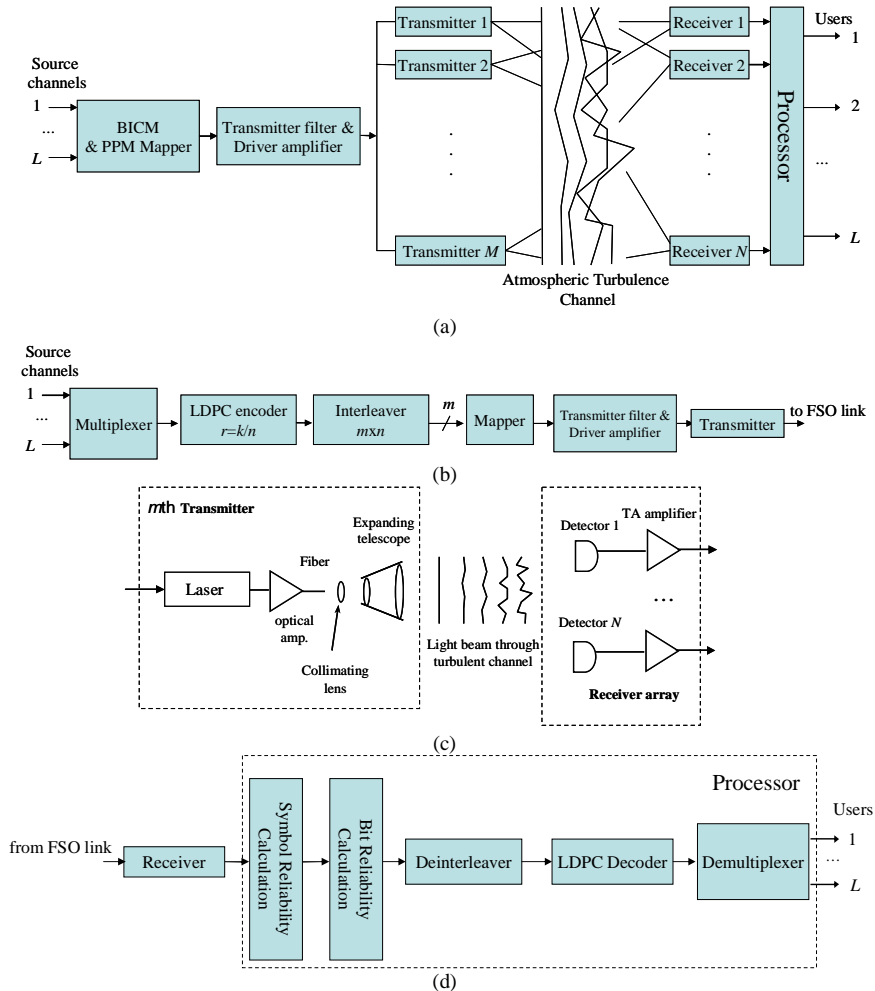 Source
channels
1
...
L
BICM
& PPM Mapper
Transmitter filter &
Driver amplifier
Transmitter 1
Transmitter 2
.
.
.
Transmitter M
Atmospheric Turbulence
Channel
Receiver 1
Receiver 2
.
.
.
Receiver N
Processor
Users
1
2
...
L
(a)
Source
channels
1
...
L
Multiplexer
LDPC encoder
r=k/n
Interleaver
mxn
m
Mapper
Transmitter filter &
Driver amplifier
Transmitter
to FSO link
(b)
mth Transmitter
Laser
optical
amp.
Fiber
Collimating
lens
Expanding
telescope
Light beam through
turbulent channel
Detector 1
TA amplifier
...
Detector N
Receiver array
(c)
Processor
from FSO link
Receiver
Symbol Reliability
Calculation
Bit Reliability
Calculation
Deinterleaver
LDPC Decoder
Demultiplexer
Users
1
...
L
(d)